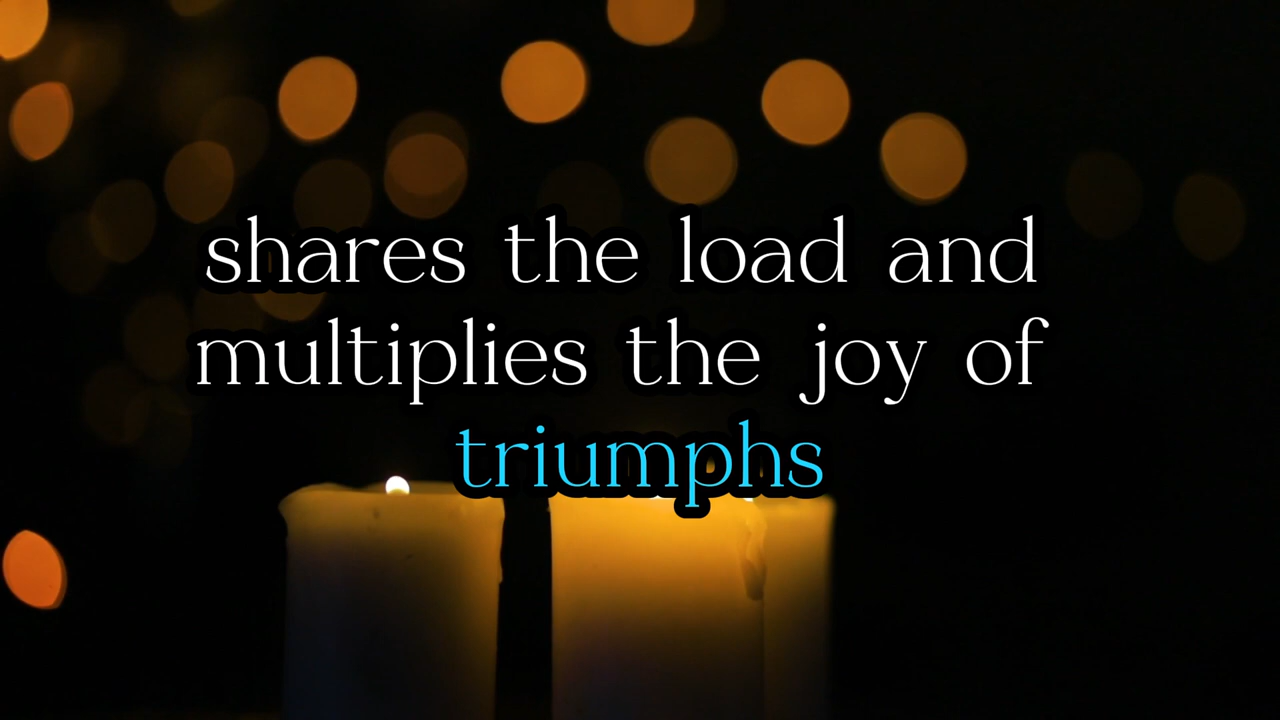 shares the load and
multiplies the joy of
triumphs